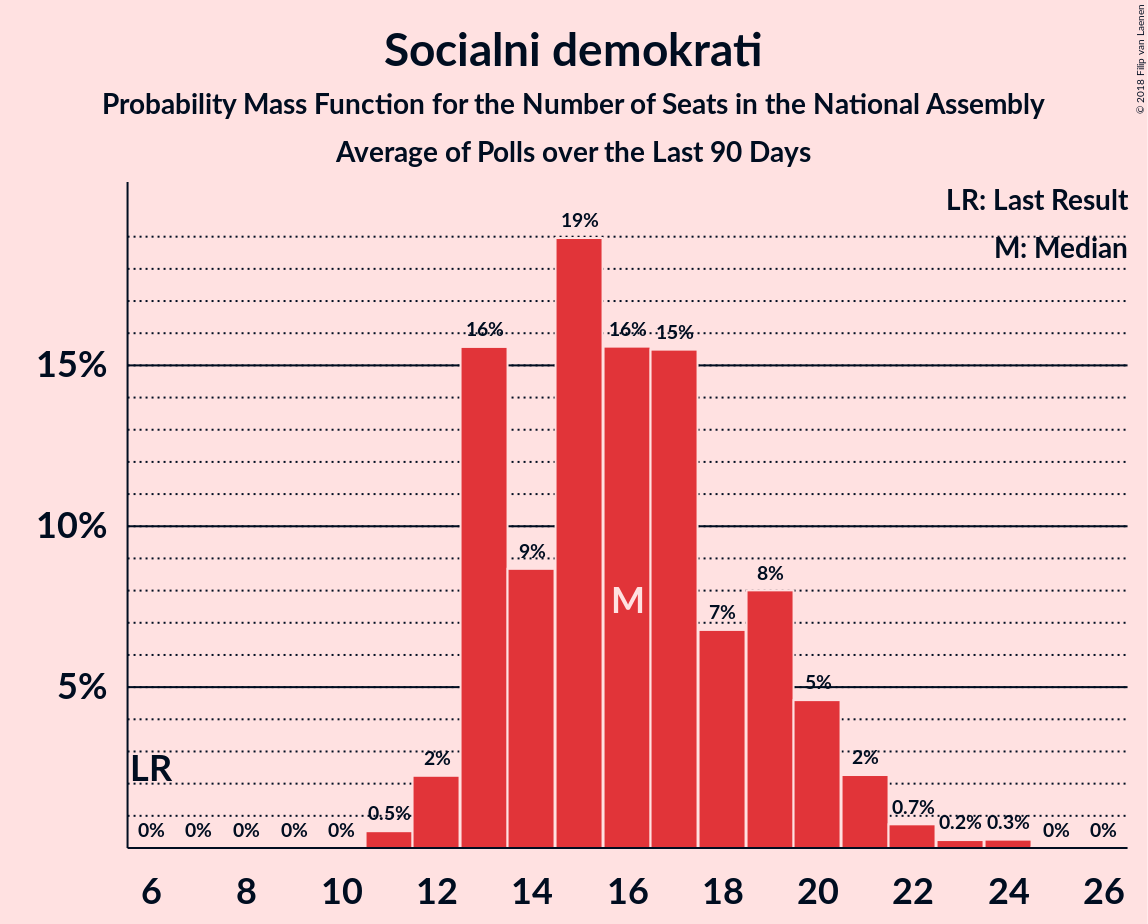 Socialni demokrati
Probability Mass Function for the Number of Seats in the National Assembly
Average of Polls over the Last 90 Days
© 2018 Filip van Laenen
LR: Last Result
M: Median
15%
10%
5%
LR
M
0%
0%
0%
0%
0%
0.5%
2%
16%
9%
19%
16%
15%
7%
8%
5%
2%
0.7%
0.2%
0.3%
0%
0%
6 8 10 12 14 16 18 20 22 24 26